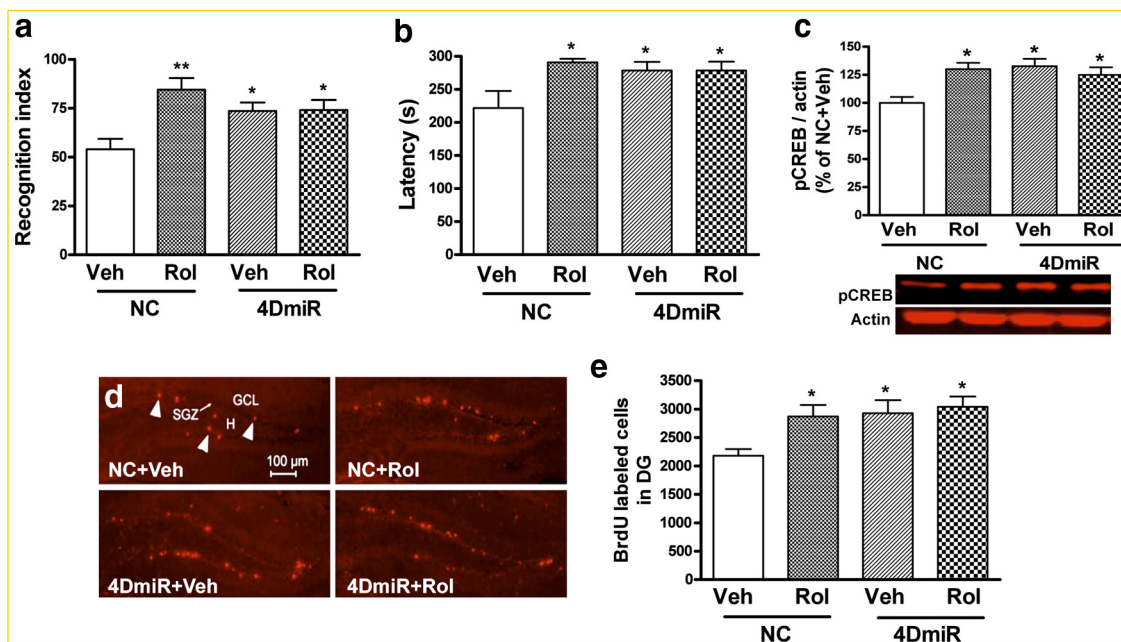 a
Recognition index
100
75
50
25
0
**
*
*
Veh Rol Veh Rol
NC 4DmiR
b
Latency (s)
300
250
200
150
100
50
0
*
*
*
Veh Rol Veh Rol
NC 4DmiR
c
pCREB / actin
(% of NC+Veh)
150
125
100
75
50
25
0
*
*
*
Veh Rol Veh Rol
NC 4DmiR
pCREB
Actin
d
SGZ
GCL
H
100 µm
NC+Veh
NC+Rol
4DmiR+Veh
4DmiR+Rol
e
BrdU labeled cells
in DG
3500
3000
2500
2000
1500
1000
500
0
*
*
*
Veh Rol Veh Rol
NC 4DmiR